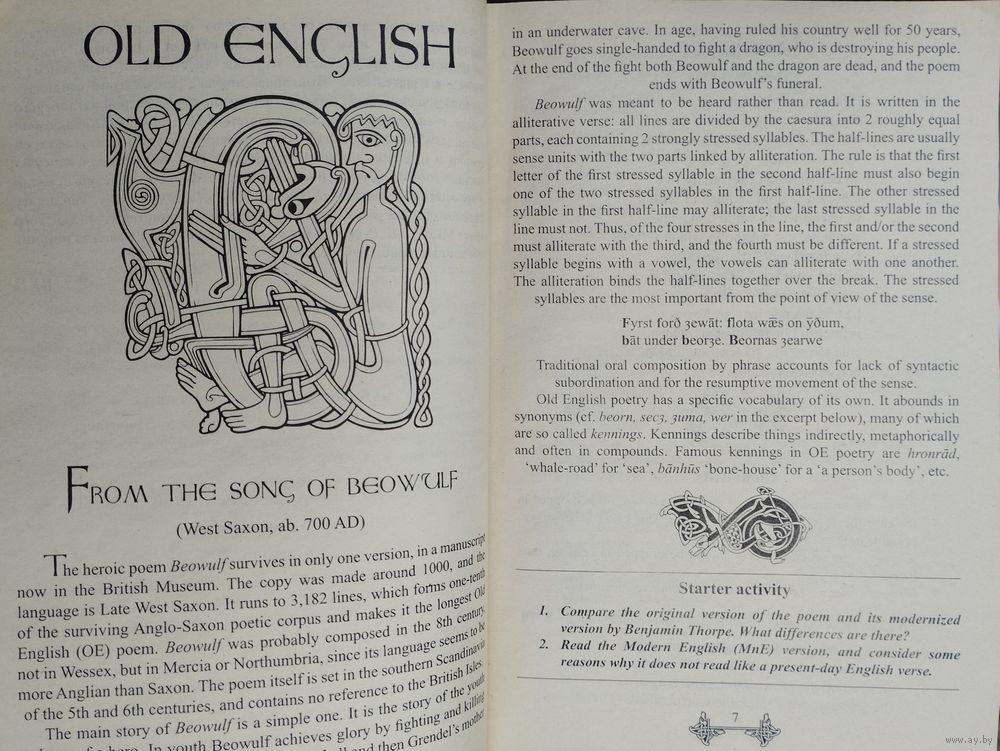 OLD ENGLISH
FROM THE SONG OF BEOWULF
(West Saxon, ab. 700 AD)
The heroic poem Beowulf survives in only one version, in a manuscript
now in the British Museum. The copy was made around 1000, and the
language is Late West Saxon. It runs to 3,182 lines, which forms one-tenth
of the surviving Anglo-Saxon poetic corpus and makes it the longest Old
English (OE) poem. Beowulf was probably composed in the 8th century,
not in Wessex, but in Mercia or Northumbria, since its language seems to be
more Anglian than Saxon. The poem itself is set in the southern Scandinavia
of the 5th and 6th centuries, and contains no reference to the British Isles.
The main story of Beowulf is a simple one. It is the story of the youth
hero. In youth Beowulf achieves glory by fighting and killing
and then Grendel's mother
in an underwater cave. In age, having ruled his country well for 50 years,
Beowulf goes single-handed to fight a dragon, who is destroying his people.
At the end of the fight both Beowulf and the dragon are dead, and the poem
ends with Beowulf's funeral.
Beowulf was meant to be heard rather than read. It is written in the
alliterative verse: all lines are divided by the caesura into 2 roughly equal
parts, each containing 2 strongly stressed syllables. The half-lines are usually
sense units with the two parts linked by alliteration. The rule is that the first
letter of the first stressed syllable in the second half-line must also begin
one of the two stressed syllables in the first half-line. The other stressed
syllable in the first half-line may alliterate; the last stressed syllable in the
line must not. Thus, of the four stresses in the line, the first and/or the second
must alliterate with the third, and the fourth must be different. If a stressed
syllable begins with a vowel, the vowels can alliterate with one another.
The alliteration binds the half-lines together over the break. The stressed
syllables are the most important from the point of view of the sense.
Fyrst forð ʒewāt: flota wǣs on ȳðum,
bāt under beorʒe. Beornas ʒearwe
Traditional oral composition by phrase accounts for lack of syntactic
subordination and for the resumptive movement of the sense.
Old English poetry has a specific vocabulary of its own. It abounds in
synonyms (cf. beorn, secʒ, ʒuma, wer in the excerpt below), many of which
are so called kennings. Kennings describe things indirectly, metaphorically
and often in compounds. Famous kennings in OE poetry are hronrād,
'whale-road' for 'sea', bānhūs 'bone-house' for a 'a person's body', etc.
Starter activity
1. Compare the original version of the poem and its modernized
version by Benjamin Thorpe. What differences are there?
2. Read the Modern English (MnE) version, and consider some
reasons why it does not read like a present-day English verse.
7
www.ay.by